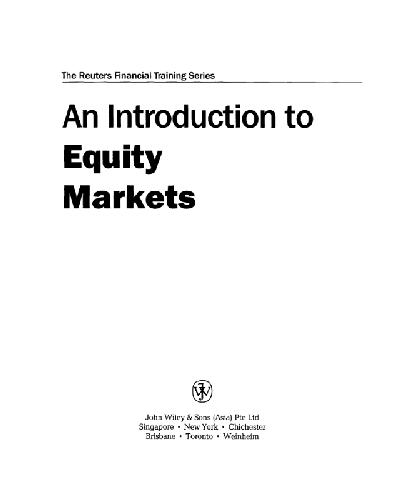 The Reuters Financial Training Series
An Introduction to
Equity
Markets
John Wiley & Sons (Asia) Pte Ltd
Singapore • New York • Chichester
Brisbane • Toronto • Weinheim